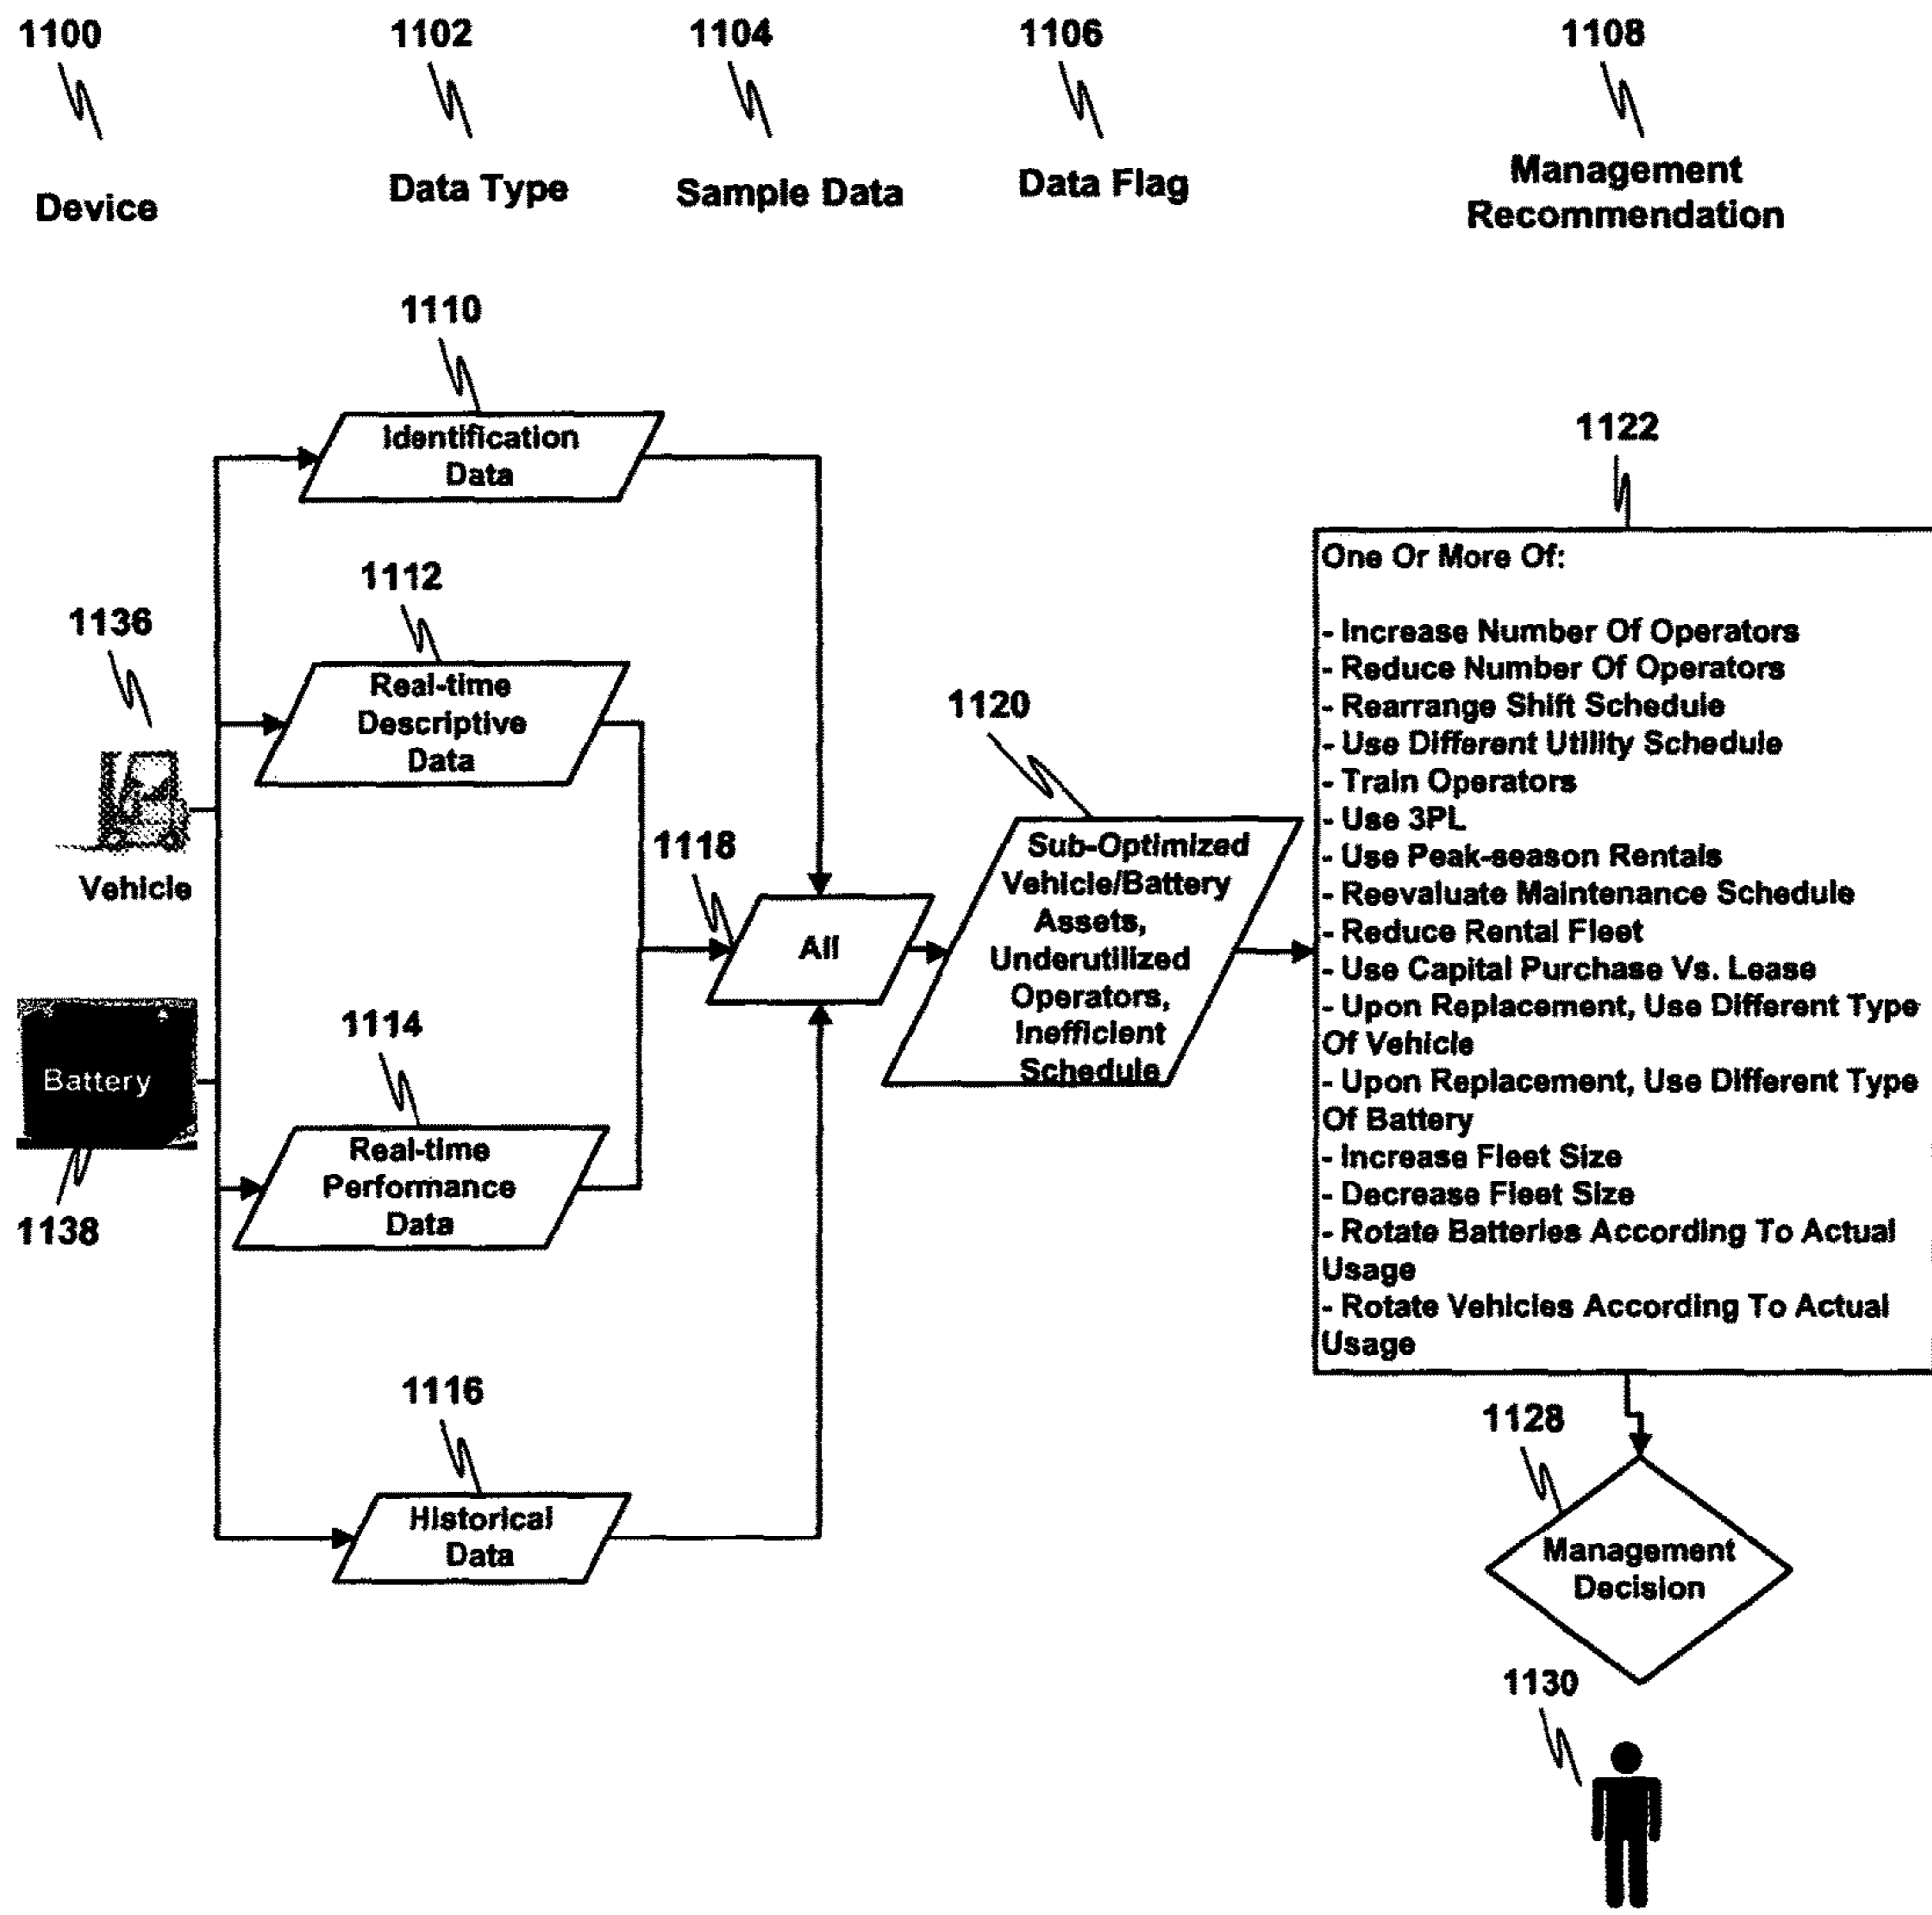 1100
1102
1104
1106
1108
Device
Data Type
Sample Data
Data Flag
Management
Recommendation
1110
Identification
Data
1112
Real-time
Descriptive
Data
1136
Vehicle
1138
Battery
1114
Real-time
Performance
Data
1116
Historical
Data
1118
All
1120
Sub-Optimized
Vehicle/Battery
Assets,
Underutilized
Operators,
Inefficient
Schedule
1122
One Or More Of:
- Increase Number Of Operators
- Reduce Number Of Operators
- Rearrange Shift Schedule
- Use Different Utility Schedule
- Train Operators
- Use 3PL
- Use Peak-season Rentals
- Reevaluate Maintenance Schedule
- Reduce Rental Fleet
- Use Capital Purchase Vs. Lease
- Upon Replacement, Use Different Type
Of Vehicle
- Upon Replacement, Use Different Type
Of Battery
- Increase Fleet Size
- Decrease Fleet Size
- Rotate Batteries According To Actual
Usage
- Rotate Vehicles According To Actual
Usage
1128
Management
Decision
1130